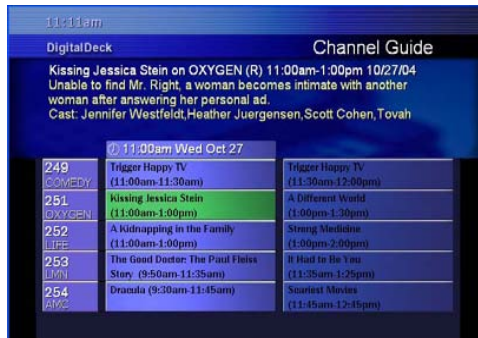 11:11am
DigitalDeck
Channel Guide
Kissing Jessica Stein on OXYGEN (R) 11:00am-1:00pm 10/27/04
Unable to find Mr. Right, a woman becomes intimate with another
woman after answering her personal ad.
Cast: Jennifer Westfeldt,Heather Juergensen,Scott Cohen,Tovah
11:00am Wed Oct 27
249 COMEDY
Trigger Happy TV
(11:00am-11:30am)
Trigger Happy TV
(11:30am-12:00pm)
251 OXYGEN
Kissing Jessica Stein
(11:00am-1:00pm)
A Different World
(1:00pm-1:30pm)
252 LIFE
A Kidnapping in the Family
(11:00am-1:00pm)
Strong Medicine
(1:00pm-2:00pm)
253 LMN
The Good Doctor: The Paul Fleiss
Story (9:50am-11:35am)
It Had to Be You
(11:35am-1:25pm)
254 AMC
Dracula (9:30am-11:45am)
Scariest Movies
(11:45am-12:45pm)